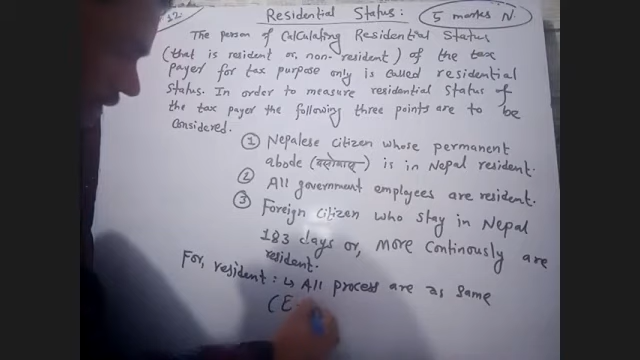 12
Residential Status:
5 marks N.
The person of Calculating Residential Status
(that is resident or, non-resident) of the tax
payer for tax purpose only is called residential
Status. In order to measure residential status of
the tax payer the following three points are to be
Considered.
① Nepalese citizen whose permanent
abode (बसोबास) is in Nepal resident.
② All government employees are resident.
③ Foreign citizen who stay in Nepal
183 days or, more Continously are
resident.
For, resident: ↳ All process are as same
(E